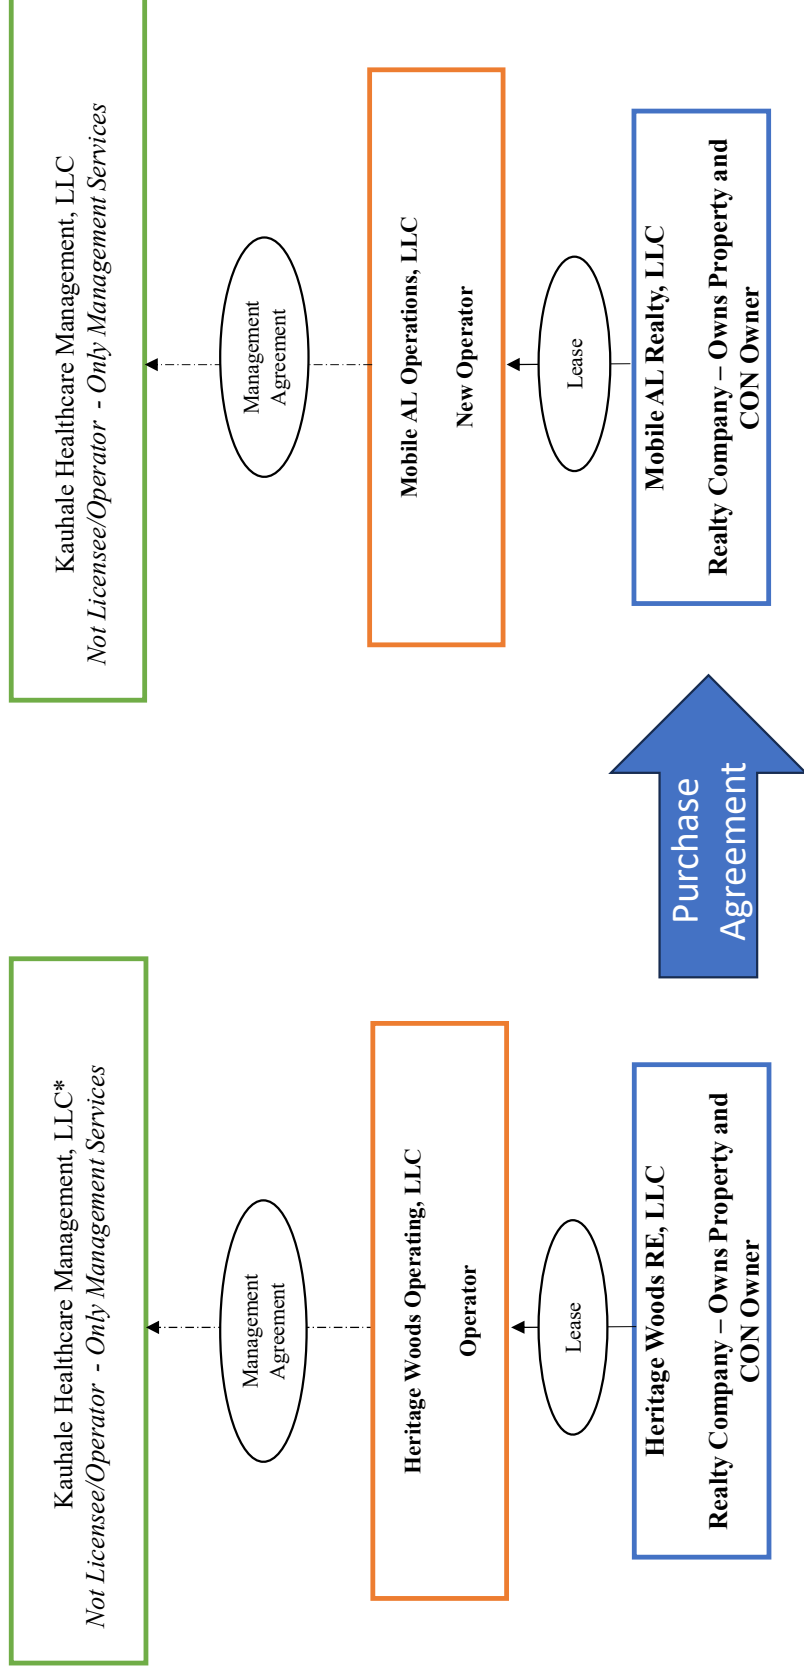 Kauhale Healthcare Management, LLC*
Not Licensee/Operator - Only Management Services
Management
Agreement
Heritage Woods Operating, LLC
Operator
Lease
Heritage Woods RE, LLC
Realty Company – Owns Property and
CON Owner
Purchase
Agreement
Kauhale Healthcare Management, LLC
Not Licensee/Operator - Only Management Services
Management
Agreement
Mobile AL Operations, LLC
New Operator
Lease
Mobile AL Realty, LLC
Realty Company – Owns Property and
CON Owner